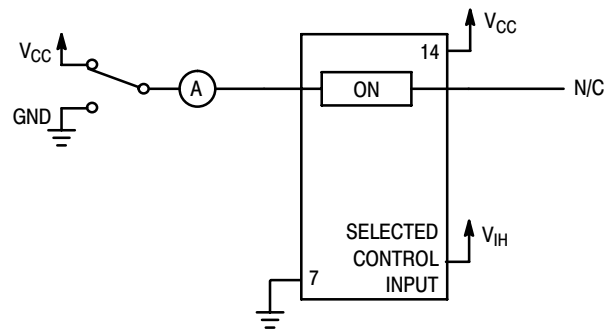 VCC
14
VCC
A
ON
N/C
GND
SELECTED
CONTROL
INPUT
VIH
7